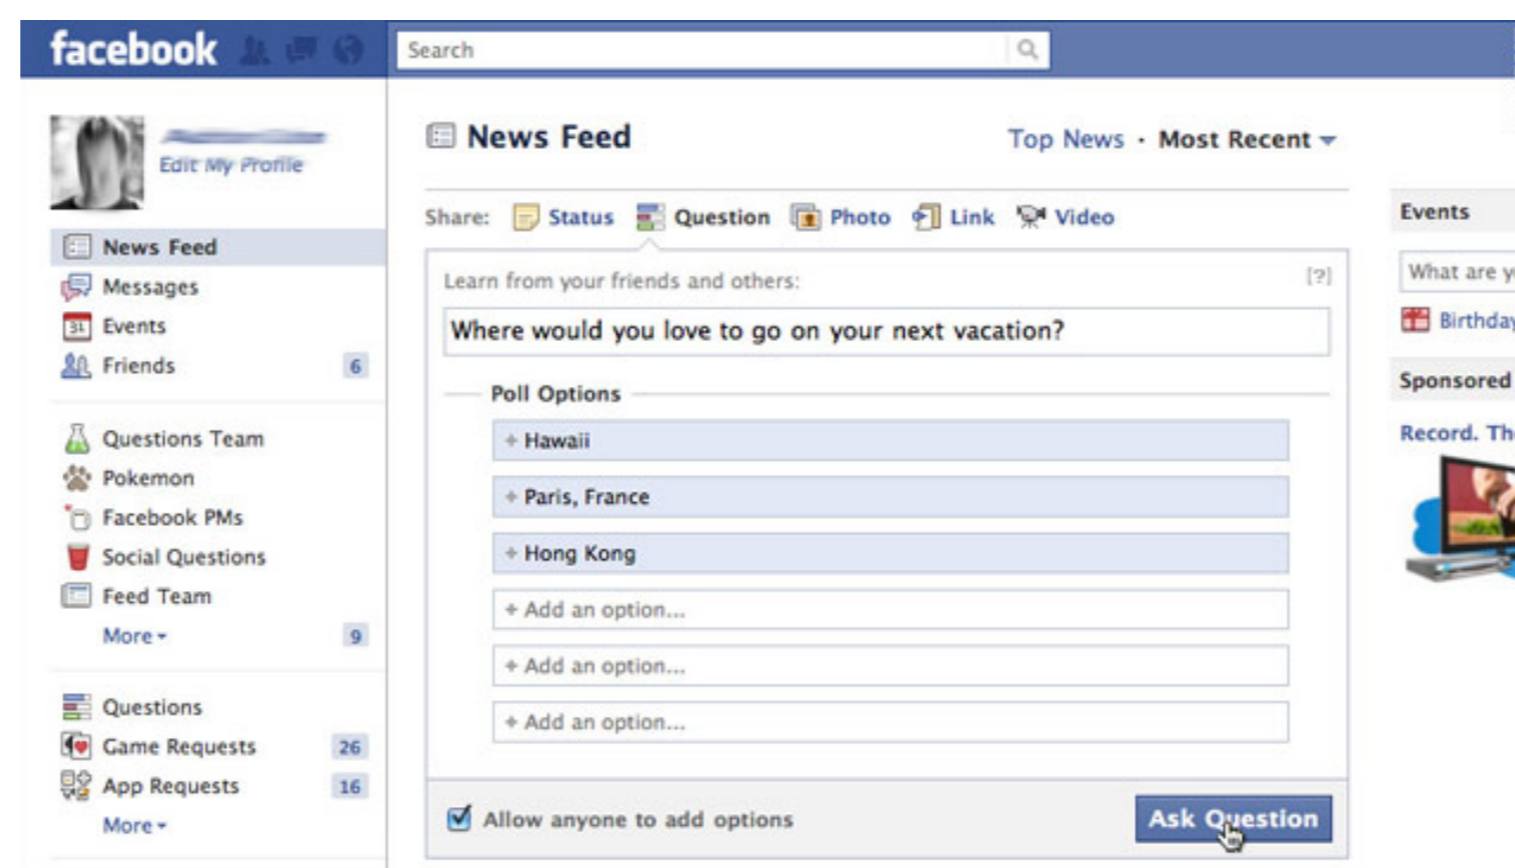 facebook
Search
Edit My Profile
News Feed
Messages
31 Events
Friends 6
Questions Team
Pokemon
Facebook PMs
Social Questions
Feed Team
More 9
Questions
Game Requests 26
App Requests 16
More
News Feed
Top News · Most Recent
Share: Status Question Photo Link Video
Learn from your friends and others: [?]
Where would you love to go on your next vacation?
Poll Options
+ Hawaii
+ Paris, France
+ Hong Kong
+ Add an option...
+ Add an option...
+ Add an option...
Allow anyone to add options
Ask Question
Events
What are
Birthday
Sponsored
Record.